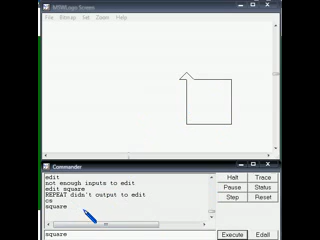 MSWLogo Screen
File Bitmap Set Zoom Help
Commander
edit
not enough inputs to edit
edit square
REPEAT didn't output to edit
cs
square
Halt Trace
Pause Status
Step Reset
square
Execute Edall